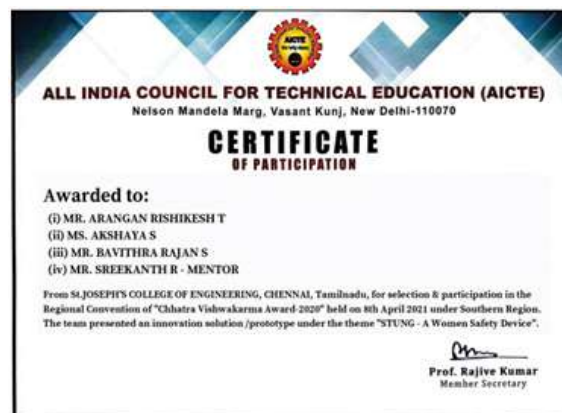 AICTE
ALL INDIA COUNCIL FOR TECHNICAL EDUCATION (AICTE)
Nelson Mandela Marg, Vasant Kunj, New Delhi-110070
CERTIFICATE
OF PARTICIPATION
Awarded to:
(i) MR. ARANGAN RISHIKESH T
(ii) MS. AKSHAYA S
(iii) MR. BAVITHRA RAJAN S
(iv) MR. SREEKANTH R - MENTOR
From St.JOSEPH'S COLLEGE OF ENGINEERING, CHENNAI, Tamilnadu, for selection & participation in the
Regional Convention of "Chhatra Vishwakarma Award-2020" held on 8th April 2021 under Southern Region.
The team presented an innovation solution /prototype under the theme "STUNG - A Women Safety Device".
Prof. Rajive Kumar
Member Secretary